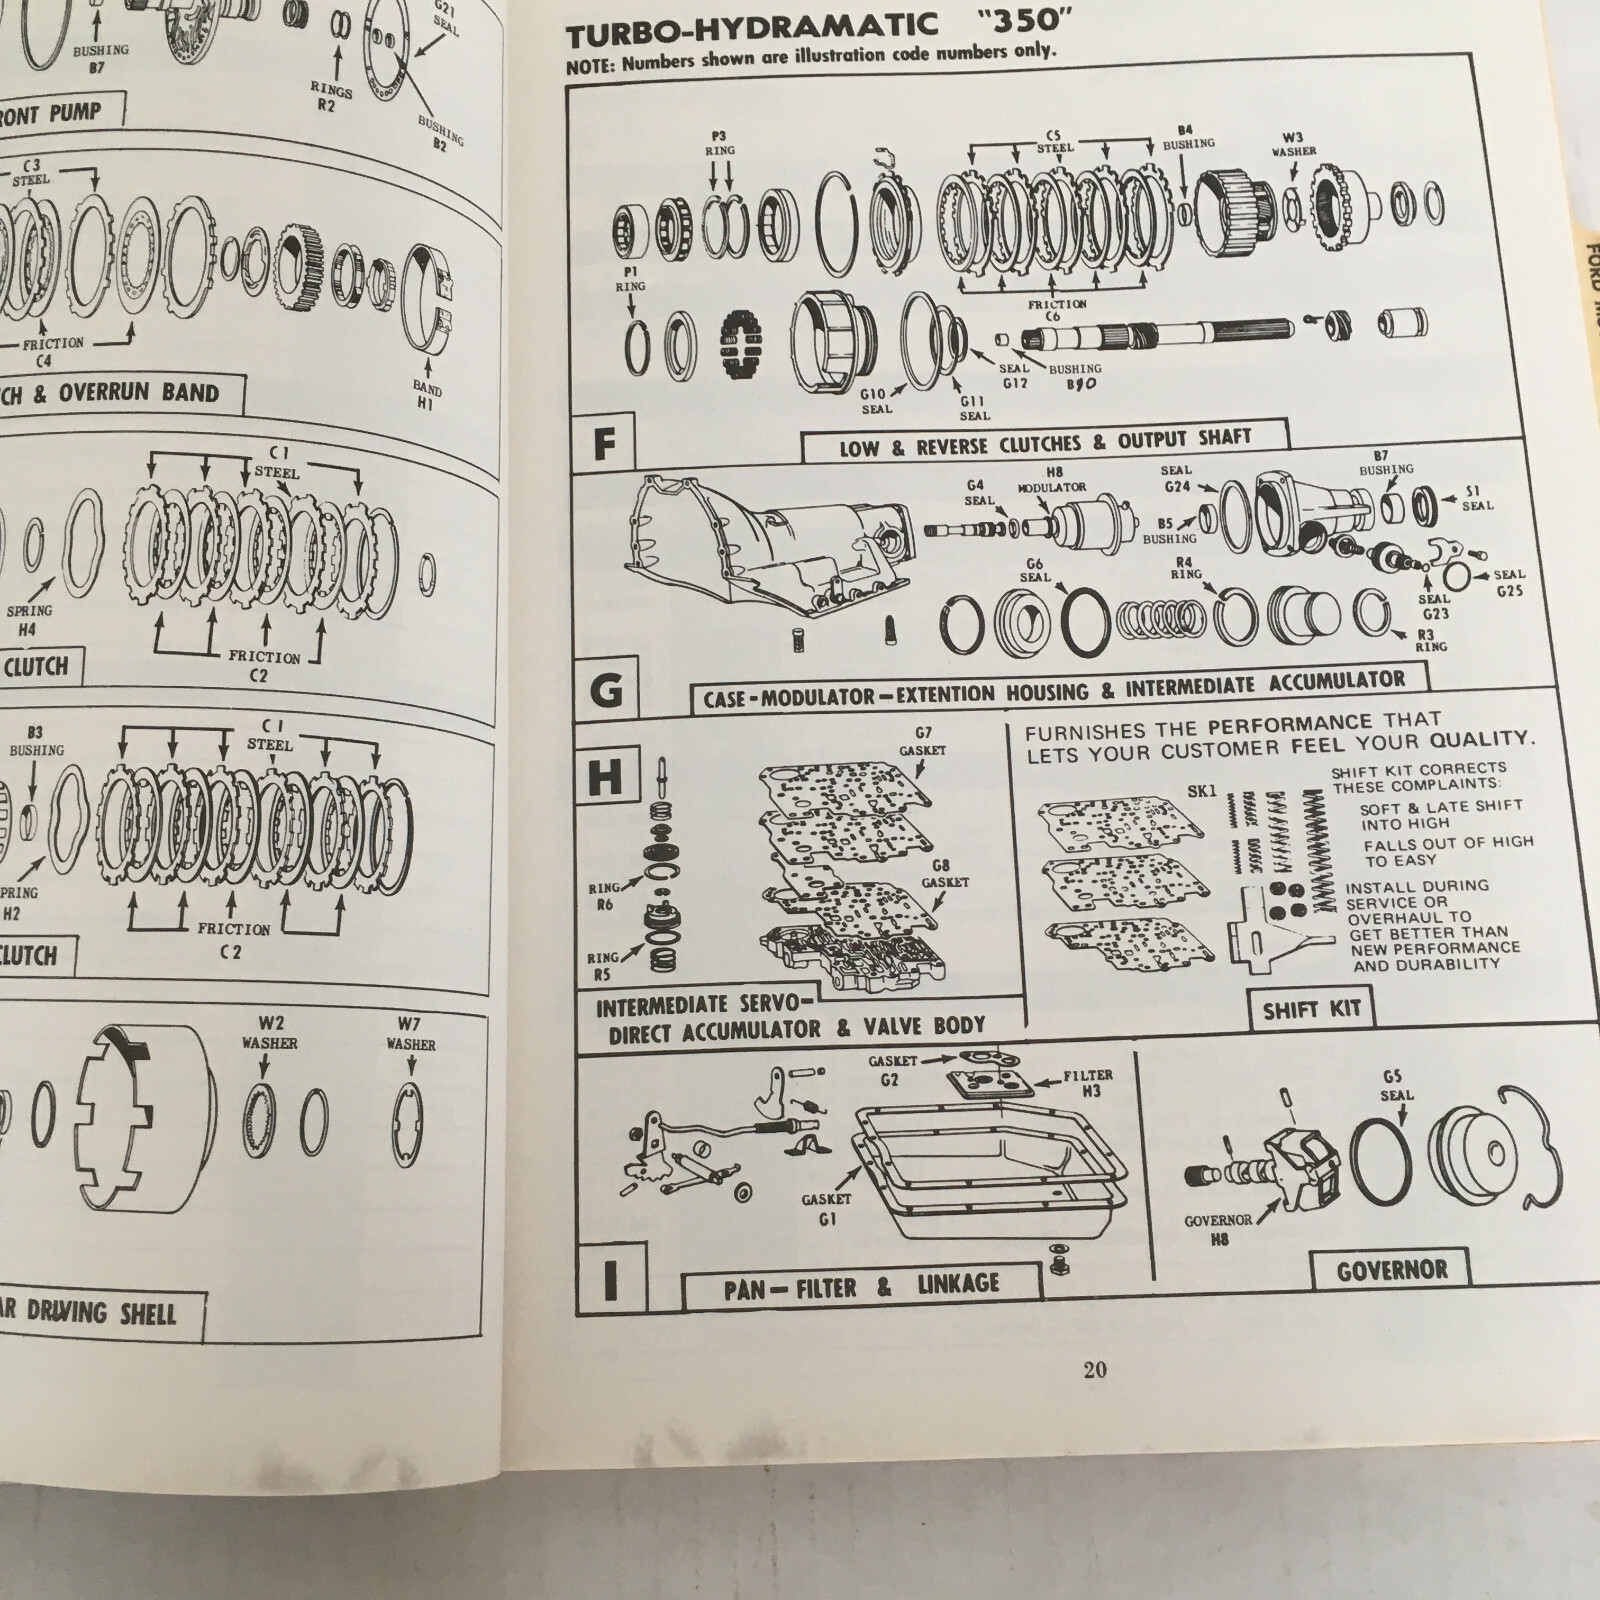 BUSHING
B7
G21
SEAL
RINGS
R2
BUSHING
B2
PUMP
C3
STEEL
FRICTION
C4
BAND
H1
& OVERRUN BAND
C1
STEEL
SPRING
H4
FRICTION
C2
CLUTCH
B3
BUSHING
C1
STEEL
H2
FRICTION
C2
W2
WASHER
W7
WASHER
DRIVING SHELL
TURBO-HYDRAMATIC "350"
NOTE: Numbers shown are illustration code numbers only.
P3
RING
C5
STEEL
B4
BUSHING
W3
WASHER
P1
RING
FRICTION
C6
G10
SEAL
G11
SEAL
SEAL
G12
BUSHING
B10
F
LOW & REVERSE CLUTCHES & OUTPUT SHAFT
G4
SEAL
H8
MODULATOR
SEAL
G24
B5
BUSHING
B7
BUSHING
S1
SEAL
G6
SEAL
R4
RING
SEAL
G23
SEAL
G25
R3
RING
G
CASE-MODULATOR-EXTENTION HOUSING & INTERMEDIATE ACCUMULATOR
H
G7
GASKET
G8
GASKET
RING
R6
RING
R5
INTERMEDIATE SERVO-
DIRECT ACCUMULATOR & VALVE BODY
FURNISHES THE PERFORMANCE THAT
LETS YOUR CUSTOMER FEEL YOUR QUALITY.
SK1
SHIFT KIT CORRECTS
THESE COMPLAINTS:
SOFT & LATE SHIFT
INTO HIGH
FALLS OUT OF HIGH
TO EASY
INSTALL DURING
SERVICE OR
OVERHAUL TO
GET BETTER THAN
NEW PERFORMANCE
AND DURABILITY
SHIFT KIT
GASKET
G2
FILTER
H3
GASKET
G1
I
PAN-FILTER & LINKAGE
G5
SEAL
GOVERNOR
H8
GOVERNOR
20
FORD